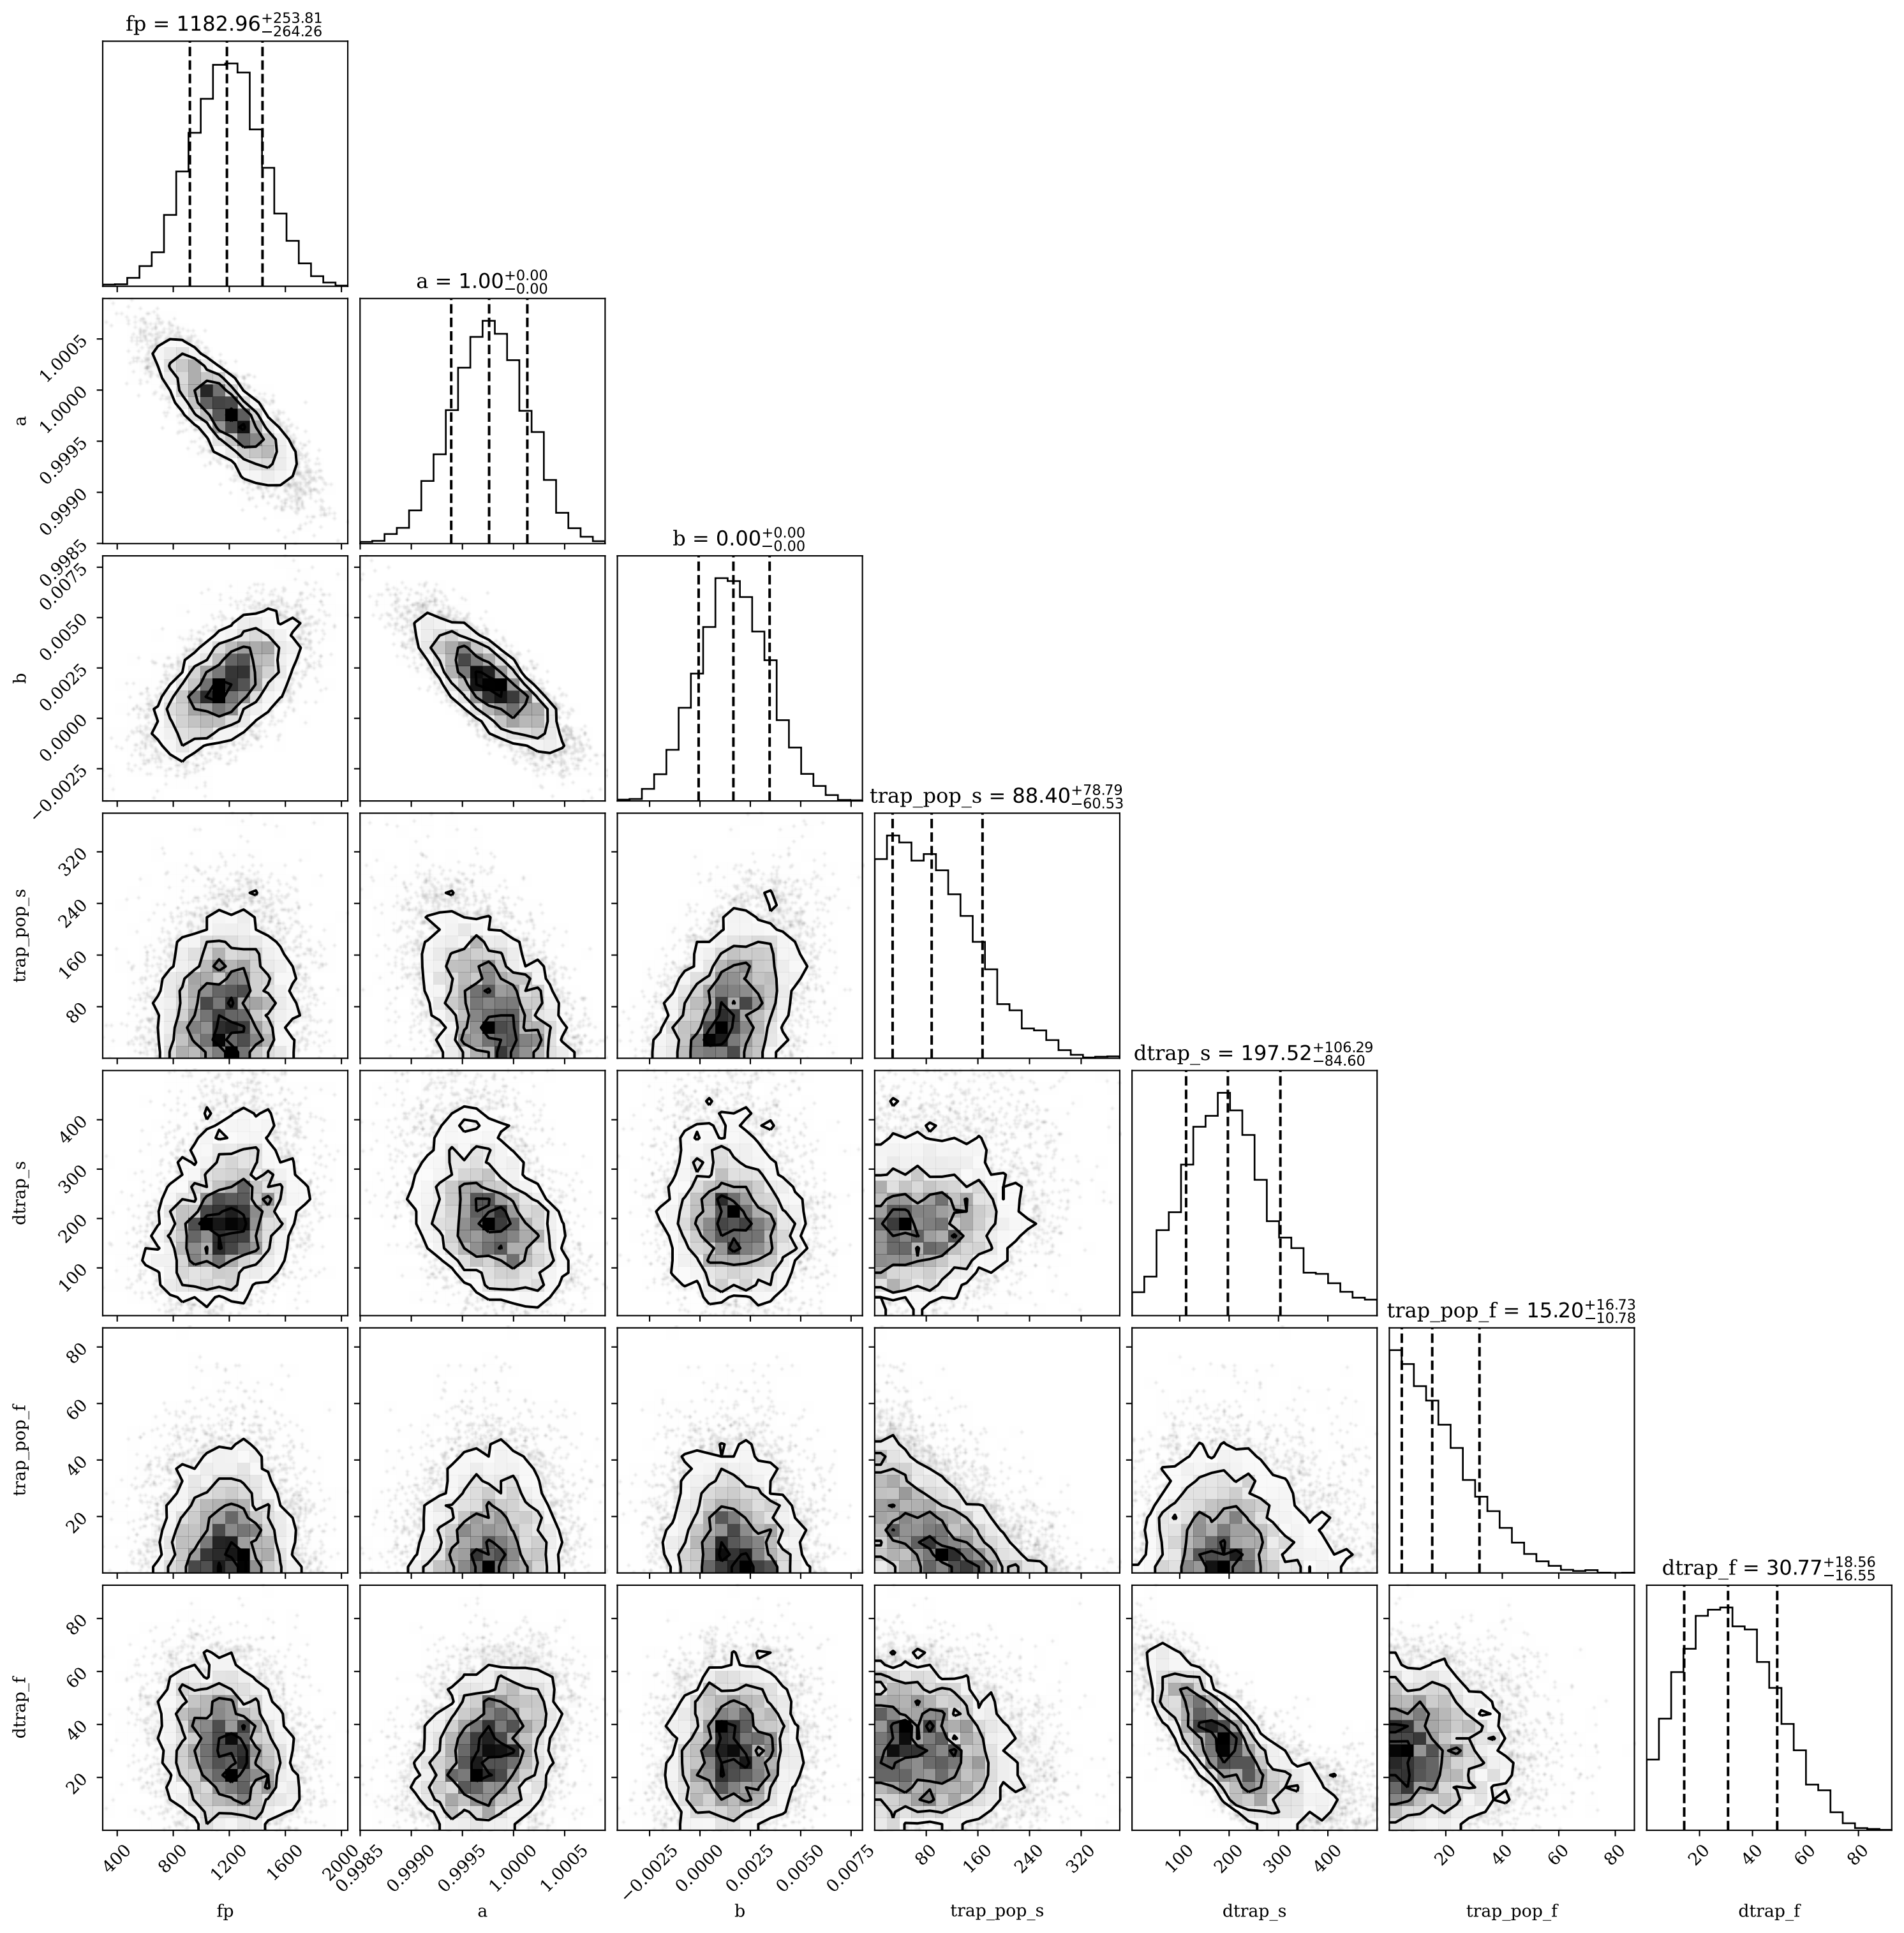 fp = 1182.96 +253.81 −264.26
a = 1.00 +0.00 −0.00
1.0005
1.0000
0.9995
0.9990
0.9985
a
b = 0.00 +0.00 −0.00
0.0075
0.0050
0.0025
0.0000
−0.0025
b
trap_pop_s = 88.40 +78.79 −60.53
320
240
160
80
trap_pop_s
dtrap_s = 197.52 +106.29 −84.60
400
300
200
100
dtrap_s
trap_pop_f = 15.20 +16.73 −10.78
80
60
40
20
trap_pop_f
dtrap_f = 30.77 +18.56 −16.55
80
60
40
20
dtrap_f
400 800 1200 1600 2000
0.9985 0.9990 0.9995 1.0000 1.0005
−0.0025 0.0000 0.0025 0.0050 0.0075
80 160 240 320
100 200 300 400
20 40 60 80
20 40 60 80
fp a b trap_pop_s dtrap_s trap_pop_f dtrap_f